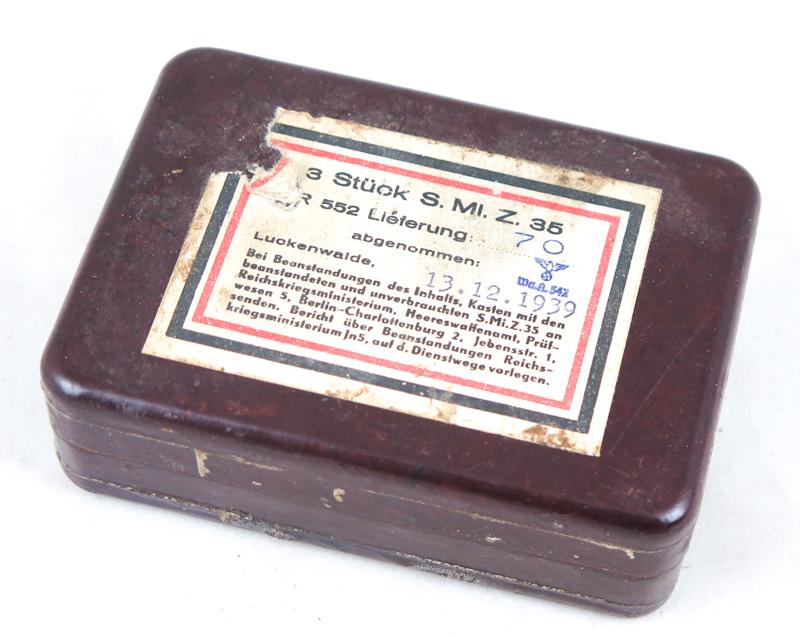 3 Stück S. Mi. Z. 35
R 552 Lieferung: 70
abgenommen:
Luckenwalde, 13.12.1939
Wa.A. 542
Bei Beanstandungen des Inhalts, Kasten mit den
beanstandeten und unverbrauchten S.Mi.Z.35 an
Reichskriegsministerium, Heereswaffenamt, Prüf-
wesen 5, Berlin-Charlottenburg 2, Jebensstr. 1,
senden. Bericht über Beanstandungen Reichs-
kriegsministerium Jn5, auf d. Dienstwege vorlegen.